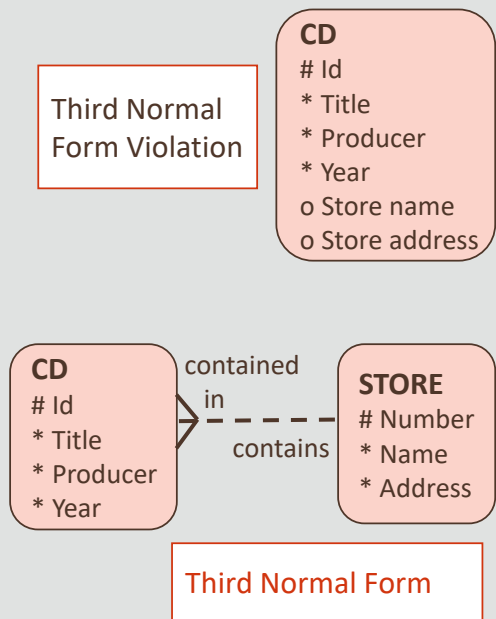 Third Normal
Form Violation
CD
# Id
* Title
* Producer
* Year
o Store name
o Store address
CD
# Id
* Title
* Producer
* Year
contained
in
contains
STORE
# Number
* Name
* Address
Third Normal Form